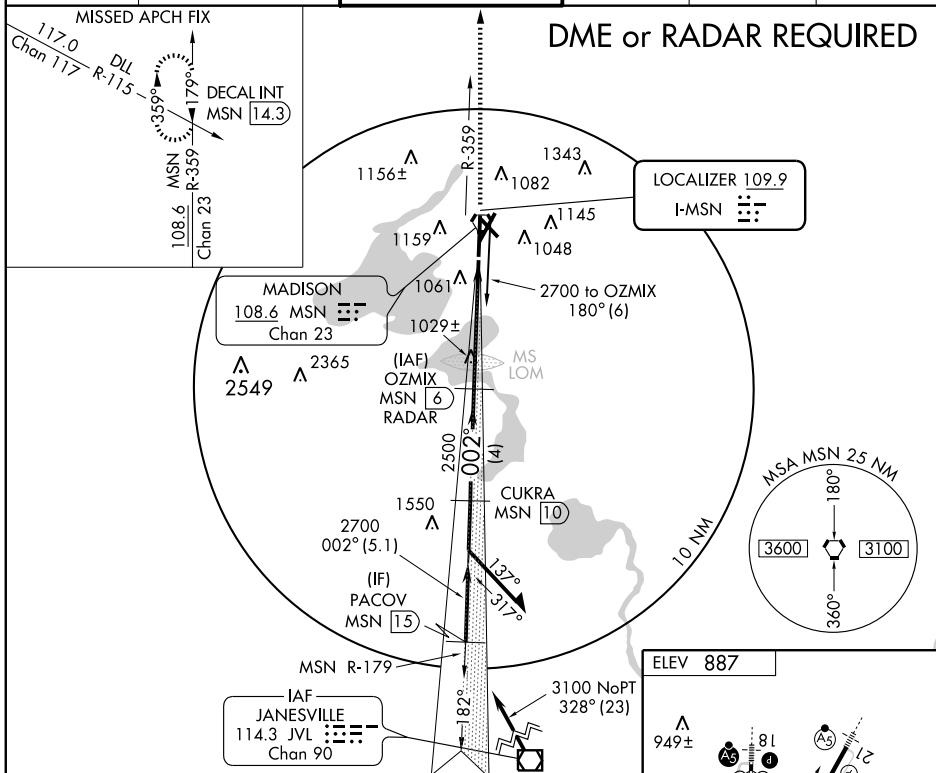 MISSED APCH FIX
117.0
Chan 117
DLL
R-115
359°
179°
DECAL INT
MSN 14.3
MSN
R-359
108.6
Chan 23
DME or RADAR REQUIRED
R-359
1156±
1343
1082
LOCALIZER 109.9
I-MSN
1159
1145
1048
MADISON
108.6 MSN
Chan 23
1061
2700 to OZMIX
180° (6)
1029±
MS
LOM
2549
2365
(IAF)
OZMIX
MSN 6
RADAR
2500
002°
(4)
1550
CUKRA
MSN 10
2700
002° (5.1)
137°
317°
10 NM
(IF)
PACOV
MSN 15
MSN R-179
182°
IAF
JANESVILLE
114.3 JVL
Chan 90
3100 NoPT
328° (23)
MSA MSN 25 NM
180°
3600
3100
360°
ELEV 887
949±
A5
18
P
A5
21